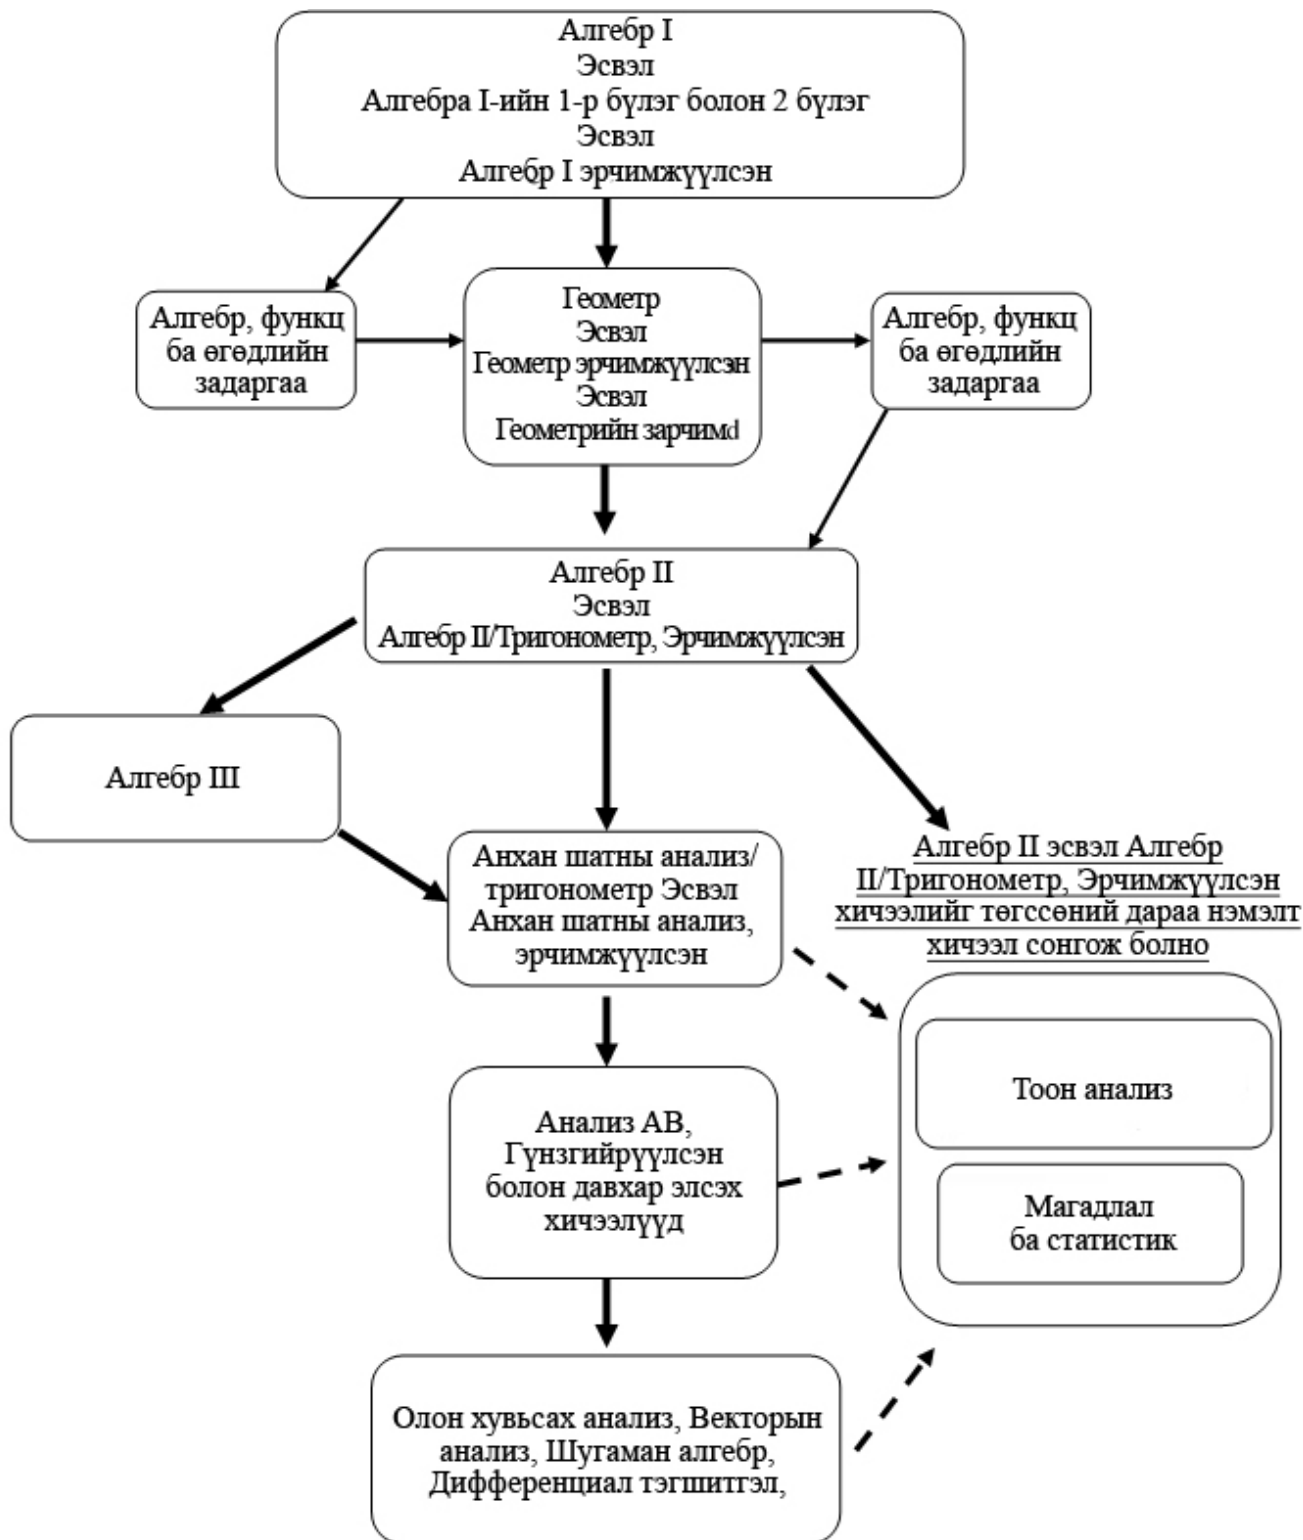 Алгебр I
Эсвэл
Алгебра I-ийн 1-р бүлэг болон 2 бүлэг
Эсвэл
Алгебр I эрчимжүүлсэн
Алгебр, функц
ба өгөдлийн
задаргаа
Геометр
Эсвэл
Геометр эрчимжүүлсэн
Эсвэл
Геометрийн зарчимd
Алгебр, функц
ба өгөдлийн
задаргаа
Алгебр II
Эсвэл
Алгебр II/Тригонометр, Эрчимжүүлсэн
Алгебр III
Анхан шатны анализ/
тригонометр Эсвэл
Анхан шатны анализ,
эрчимжүүлсэн
Алгебр II эсвэл Алгебр
II/Тригонометр, Эрчимжүүлсэн
хичээлийг төгссөний дараа нэмэлт
хичээл сонгож болно
Тоон анализ
Магадлал
ба статистик
Анализ АВ,
Гүнзгийрүүлсэн
болон давхар элсэх
хичээлүүд
Олон хувьсах анализ, Векторын
анализ, Шугаман алгебр,
Дифференциал тэгшитгэл,